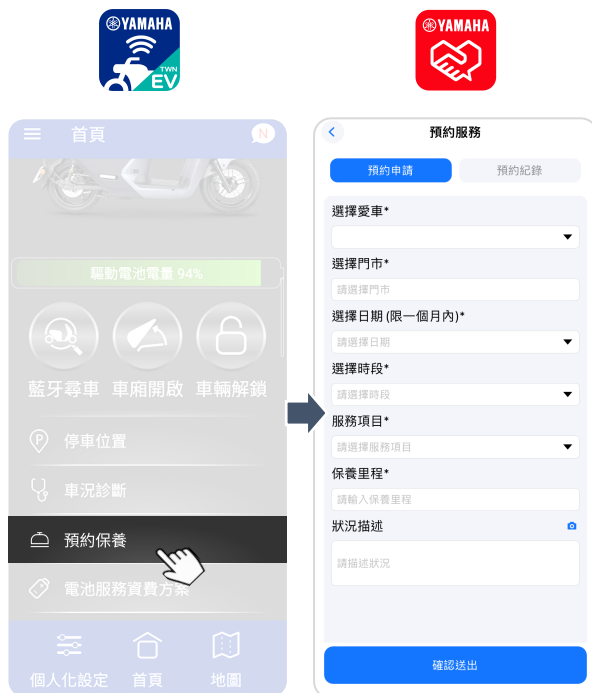 YAMAHA
TWN
EV
YAMAHA
首頁
N
驅動電池電量 94%
藍牙尋車 車廂開啟 車輛解鎖
P 停車位置
車況診斷
預約保養
電池服務資費方案
個人化設定 首頁 地圖
預約服務
預約申請 預約紀錄
選擇愛車*
選擇門市*
請選擇門市
選擇日期 (限一個月內)*
請選擇日期
選擇時段*
請選擇時段
服務項目*
請選擇服務項目
保養里程*
請輸入保養里程
狀況描述
請描述狀況
確認送出